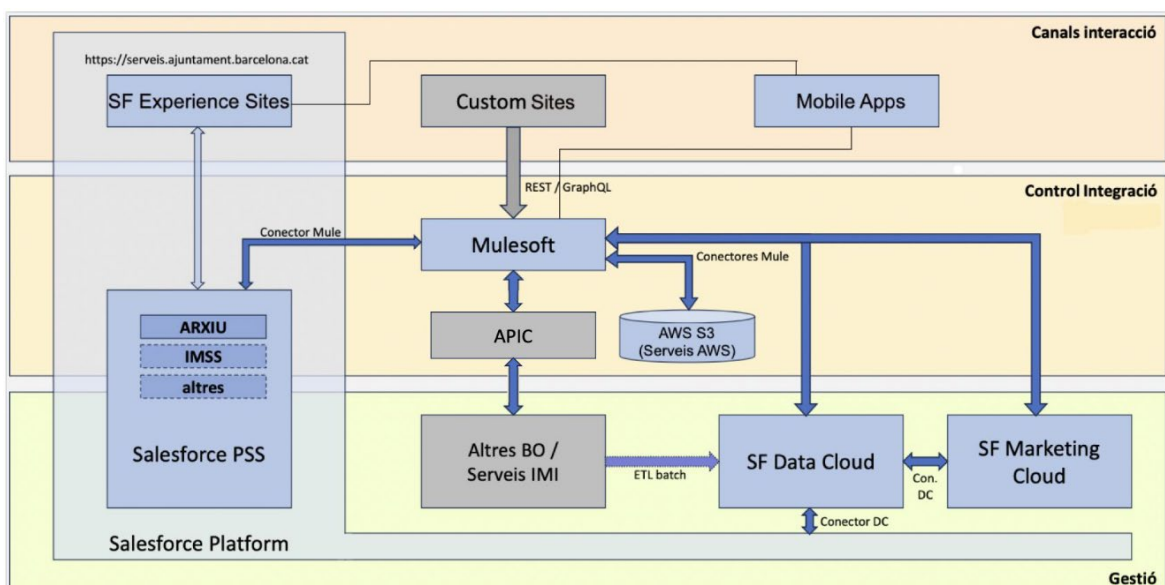 Canals interacció
https://serveis.ajuntament.barcelona.cat
SF Experience Sites
Custom Sites
Mobile Apps
REST / GraphQL
Control Integració
Conector Mule
Mulesoft
Conectores Mule
ARXIU
IMSS
altres
APIC
AWS S3
(Serveis AWS)
Salesforce PSS
Altres BO /
Serveis IMI
ETL batch
SF Data Cloud
Con.
DC
SF Marketing
Cloud
Conector DC
Salesforce Platform
Gestió